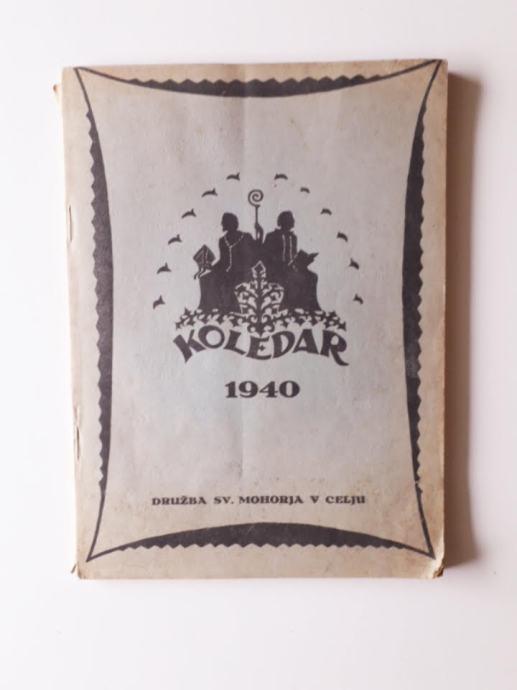 KOLEDAR
1940
DRUŽBA SV. MOHORJA V CELJU